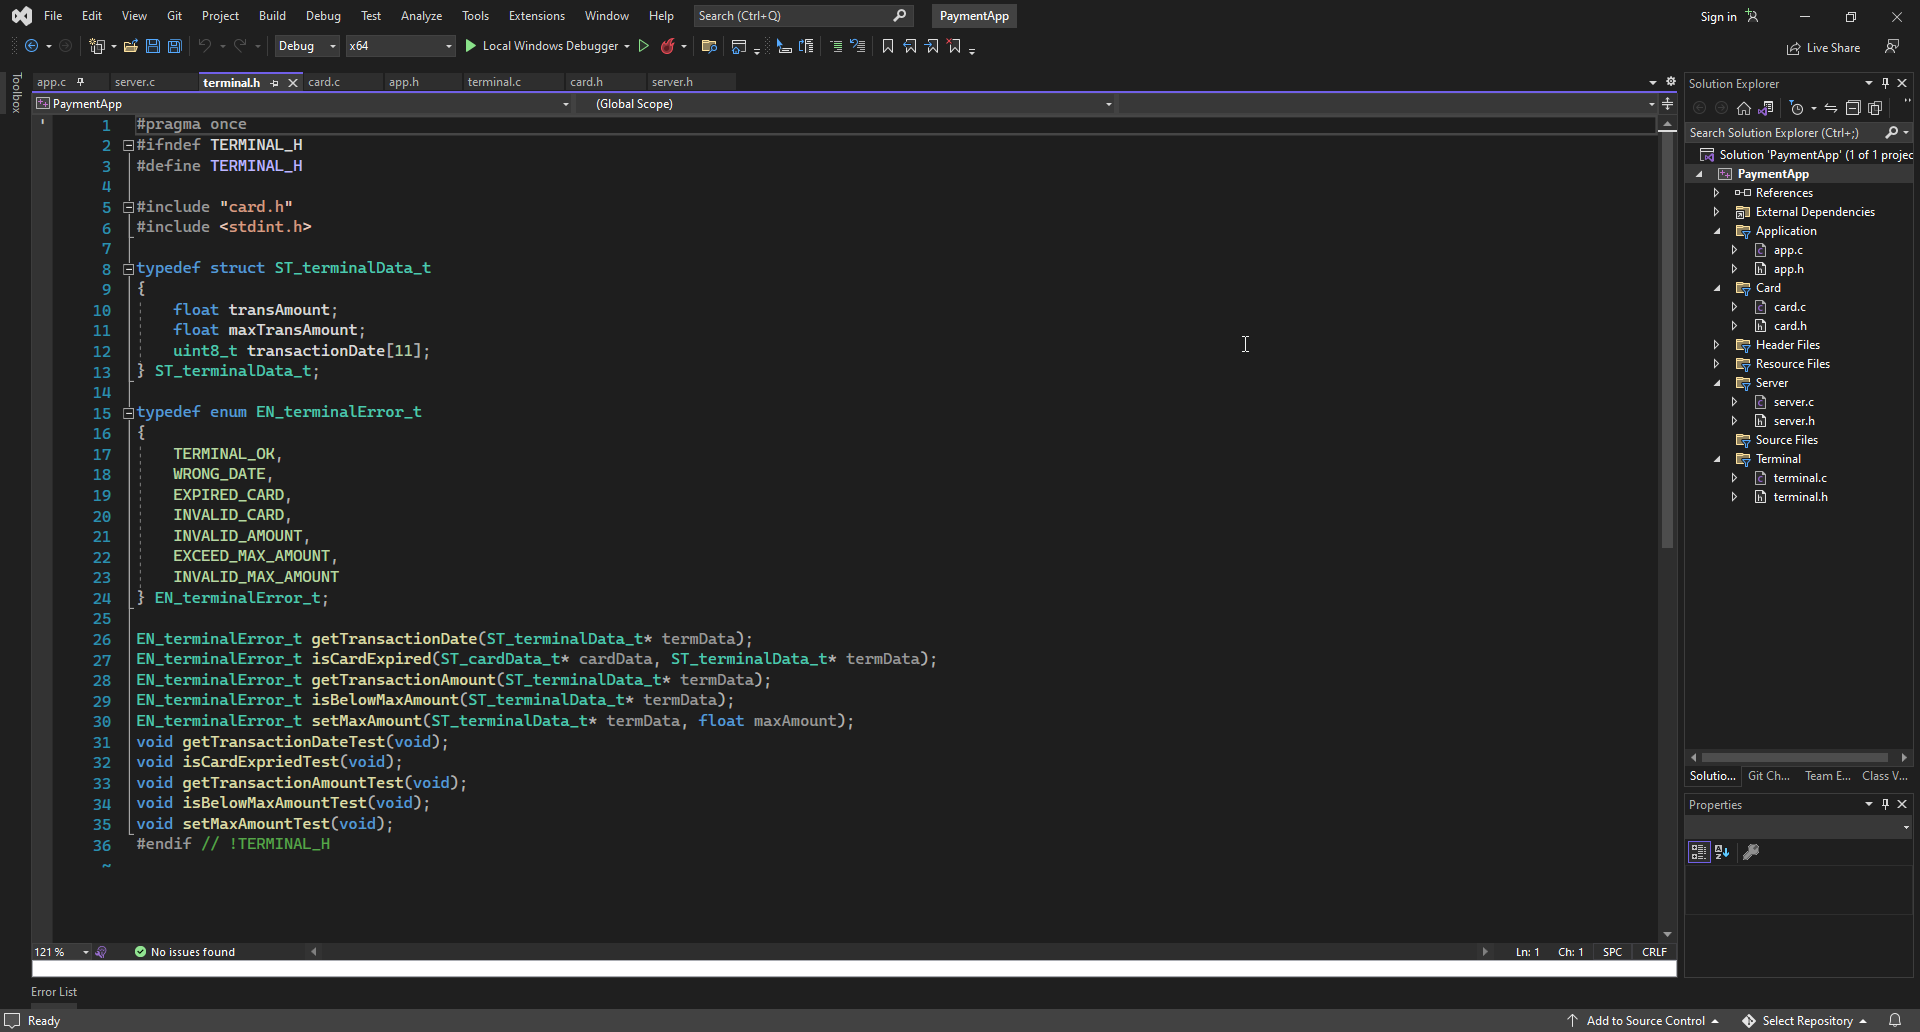 File Edit View Git Project Build Debug Test Analyze Tools Extensions Window Help Search (Ctrl+Q) PaymentApp Sign in
Debug x64 Local Windows Debugger Live Share
Toolbox
app.c server.c terminal.h card.c app.h terminal.c card.h server.h
PaymentApp (Global Scope)
1 #pragma once
2 #ifndef TERMINAL_H
3 #define TERMINAL_H
4
5 #include "card.h"
6 #include <stdint.h>
7
8 typedef struct ST_terminalData_t
9 {
10 float transAmount;
11 float maxTransAmount;
12 uint8_t transactionDate[11];
13 } ST_terminalData_t;
14
15 typedef enum EN_terminalError_t
16 {
17 TERMINAL_OK,
18 WRONG_DATE,
19 EXPIRED_CARD,
20 INVALID_CARD,
21 INVALID_AMOUNT,
22 EXCEED_MAX_AMOUNT,
23 INVALID_MAX_AMOUNT
24 } EN_terminalError_t;
25
26 EN_terminalError_t getTransactionDate(ST_terminalData_t* termData);
27 EN_terminalError_t isCardExpired(ST_cardData_t* cardData, ST_terminalData_t* termData);
28 EN_terminalError_t getTransactionAmount(ST_terminalData_t* termData);
29 EN_terminalError_t isBelowMaxAmount(ST_terminalData_t* termData);
30 EN_terminalError_t setMaxAmount(ST_terminalData_t* termData, float maxAmount);
31 void getTransactionDateTest(void);
32 void isCardExpriedTest(void);
33 void getTransactionAmountTest(void);
34 void isBelowMaxAmountTest(void);
35 void setMaxAmountTest(void);
36 #endif // !TERMINAL_H
~
121 % No issues found Ln: 1 Ch: 1 SPC CRLF
Solution Explorer
Search Solution Explorer (Ctrl+;)
Solution 'PaymentApp' (1 of 1 projec
PaymentApp
References
External Dependencies
Application
app.c
app.h
Card
card.c
card.h
Header Files
Resource Files
Server
server.c
server.h
Source Files
Terminal
terminal.c
terminal.h
Solutio... Git Ch... Team E... Class V...
Properties
Error List
Ready Add to Source Control Select Repository